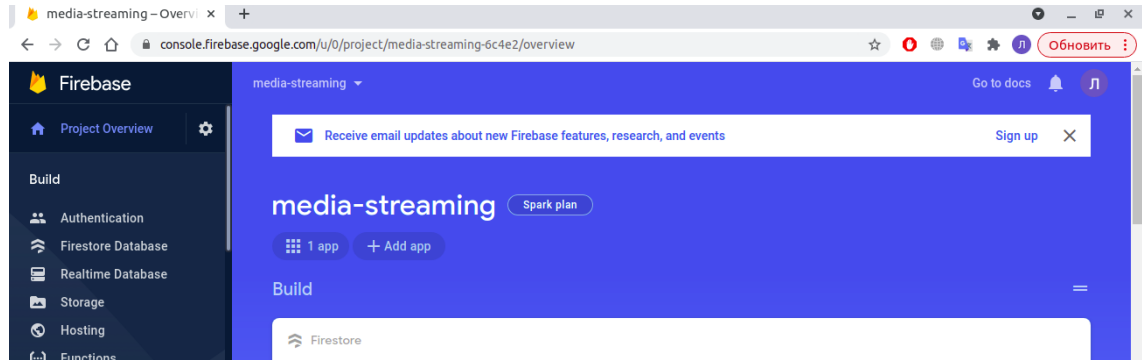 media-streaming – Overvi
console.firebase.google.com/u/0/project/media-streaming-6c4e2/overview
Л
Обновить
Firebase
media-streaming
Go to docs
Л
Project Overview
Receive email updates about new Firebase features, research, and events
Sign up
Build
media-streaming
Spark plan
Authentication
Firestore Database
1 app
+ Add app
Realtime Database
Build
Storage
Hosting
Firestore
Functions